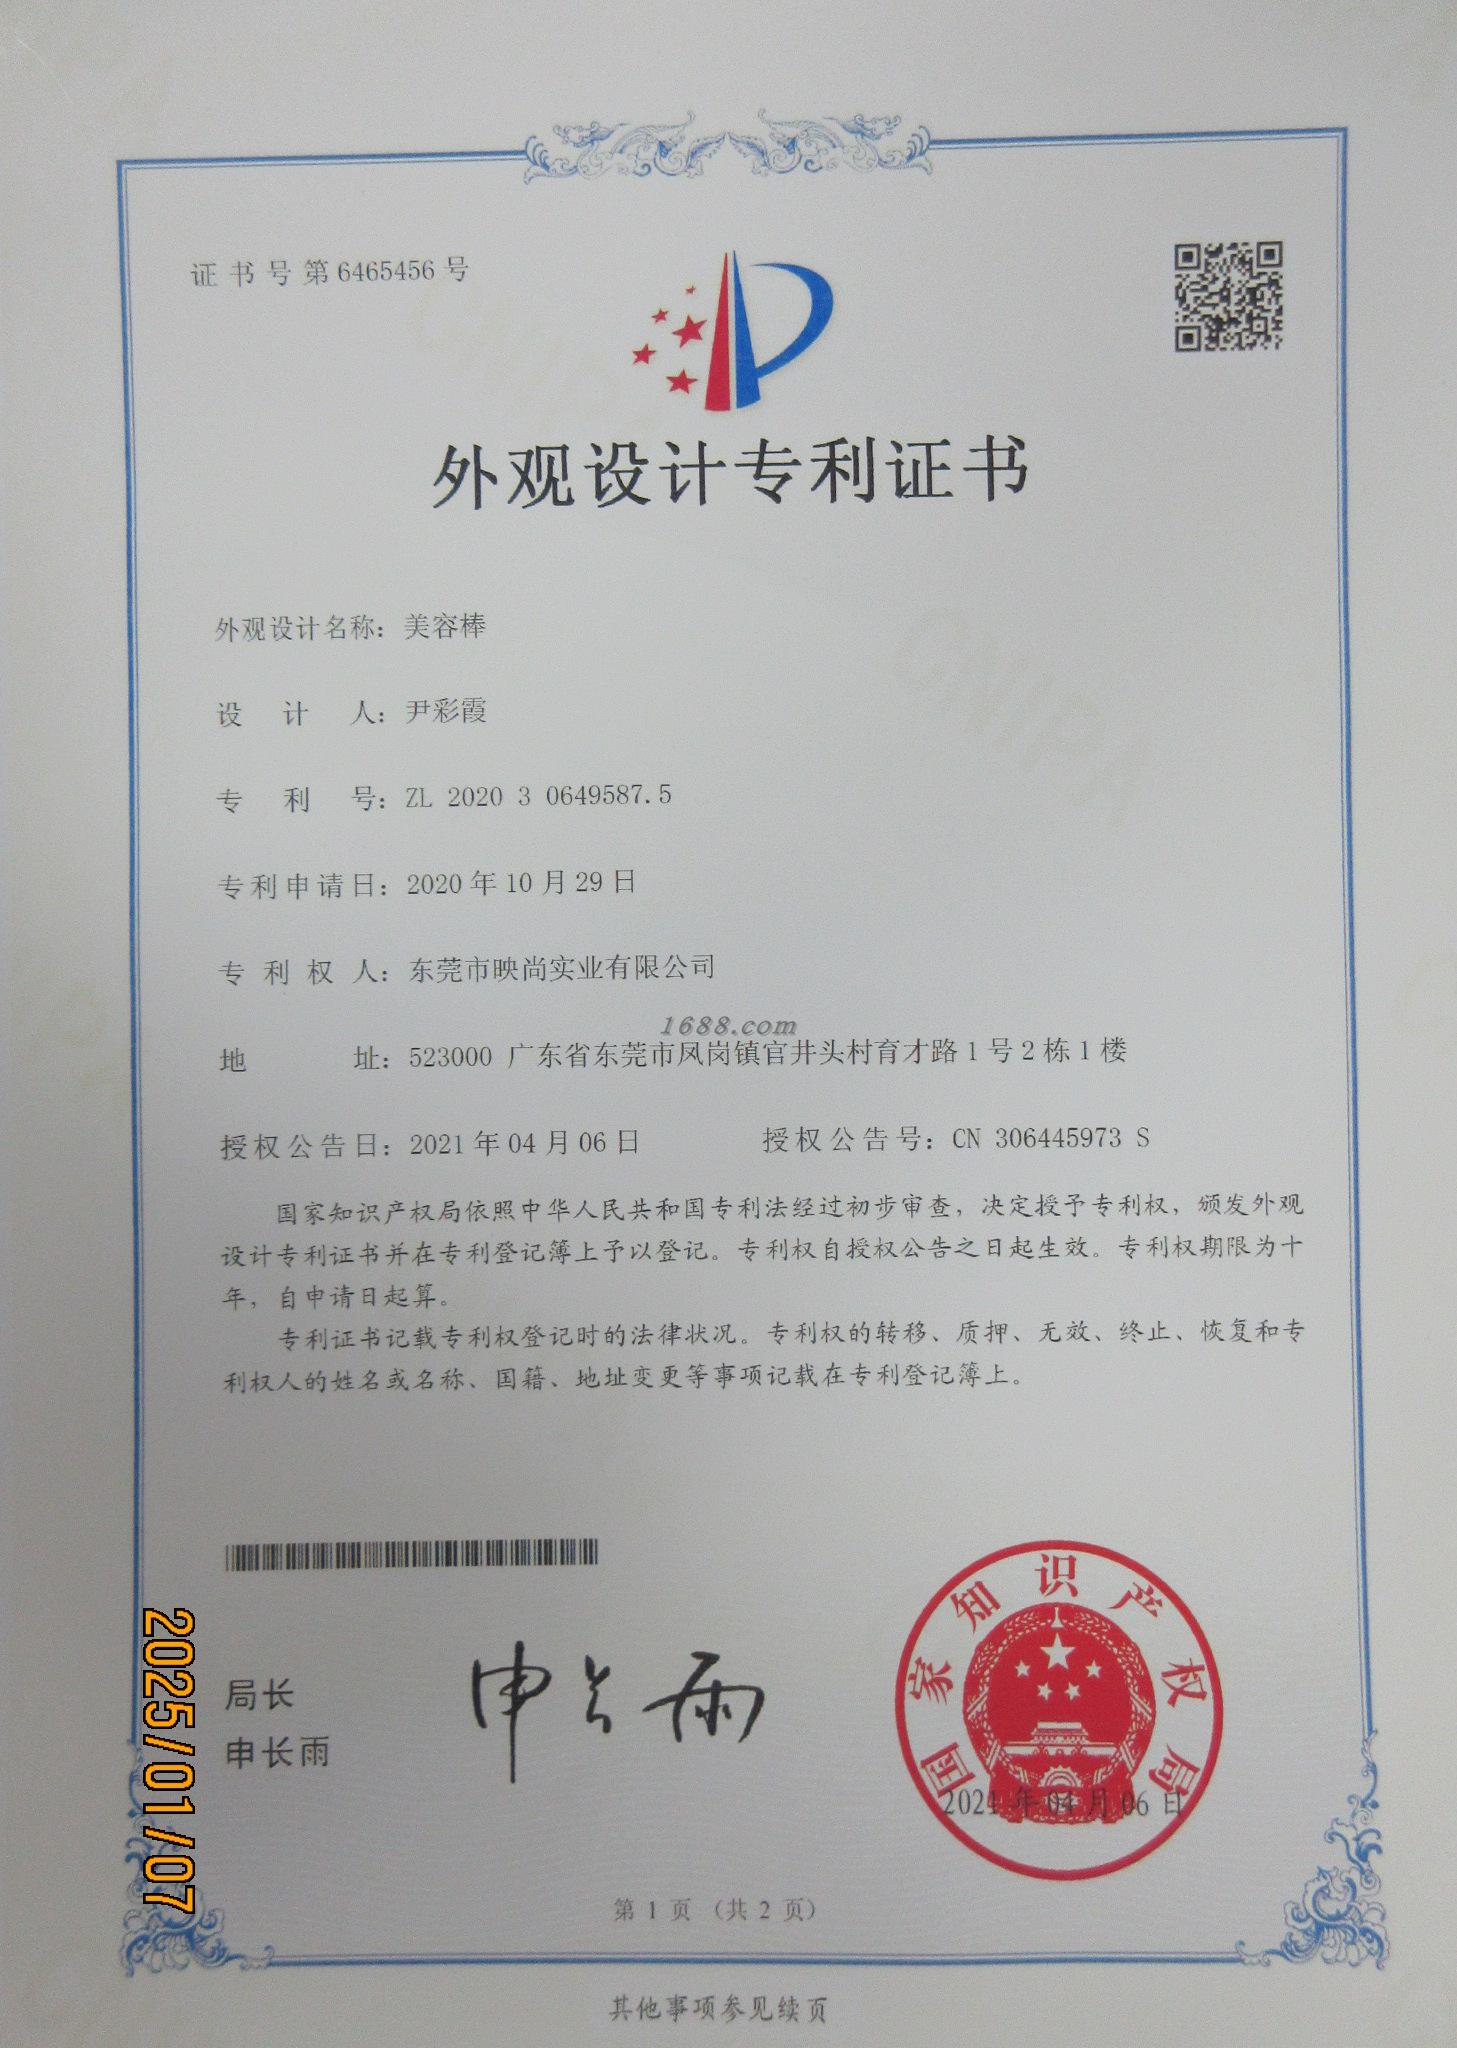 证书号第6465456号
外观设计专利证书
外观设计名称：美容棒
设计人：尹彩霞
专利号：ZL 2020 3 0649587.5
专利申请日：2020年10月29日
专利权人：东莞市映尚实业有限公司
1688.com
地址：523000 广东省东莞市凤岗镇官井头村育才路1号2栋1楼
授权公告日：2021年04月06日 授权公告号：CN 306445973 S
国家知识产权局依照中华人民共和国专利法经过初步审查，决定授予专利权，颁发外观
设计专利证书并在专利登记簿上予以登记。专利权自授权公告之日起生效。专利权期限为十
年，自申请日起算。
专利证书记载专利权登记时的法律状况。专利权的转移、质押、无效、终止、恢复和专
利权人的姓名或名称、国籍、地址变更等事项记载在专利登记簿上。
局长
申长雨
申长雨
国家知识产权局
2021年04月06日
2025/01/07
第 1 页 （共 2 页）
其他事项参见续页